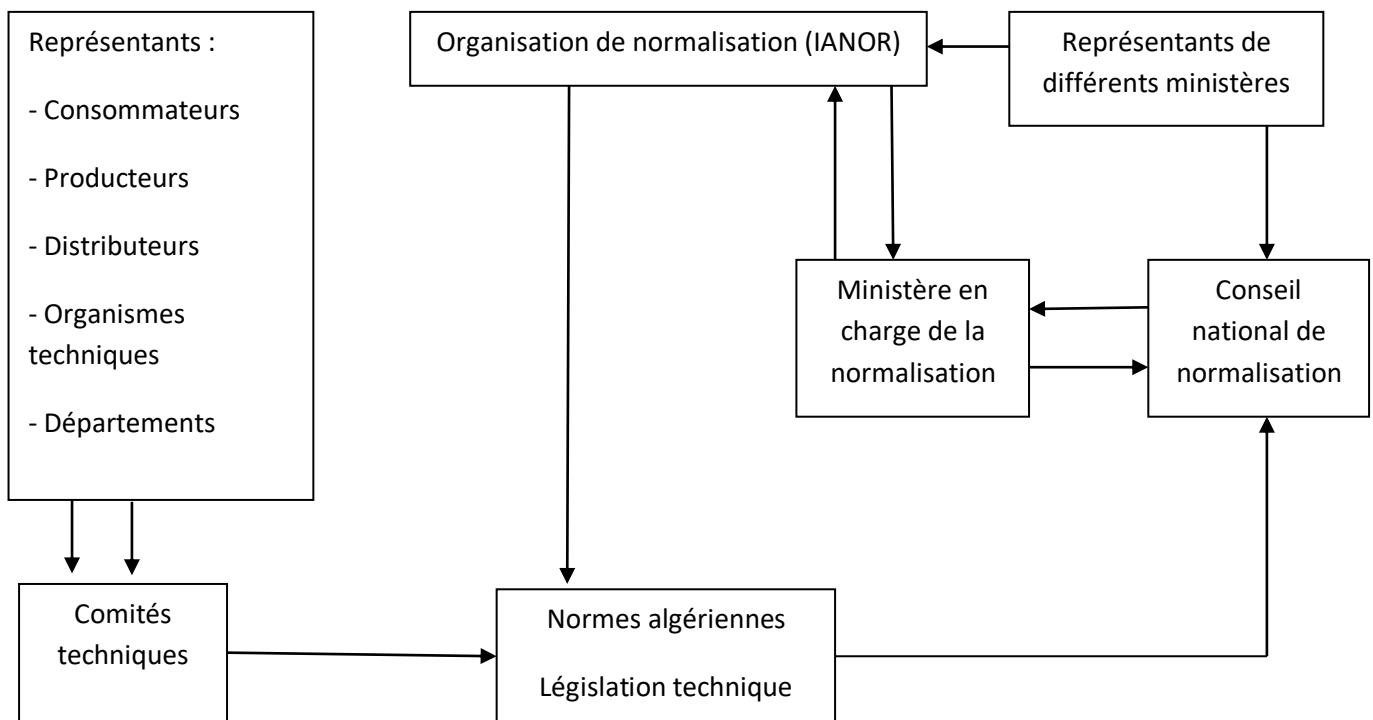 Représentants :
- Consommateurs
- Producteurs
- Distributeurs
- Organismes
techniques
- Départements
Organisation de normalisation (IANOR)
Représentants de
différents ministères
Ministère en
charge de la
normalisation
Conseil
national de
normalisation
Comités
techniques
Normes algériennes
Législation technique